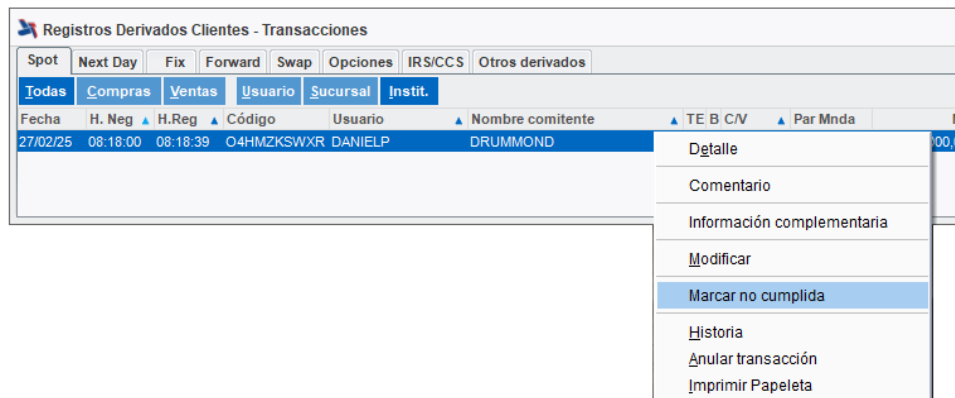 Registros Derivados Clientes - Transacciones
Spot Next Day Fix Forward Swap Opciones IRS/CCS Otros derivados
Todas Compras Ventas Usuario Sucursal Instit.
Fecha H. Neg H.Reg Código Usuario Nombre comitente TE B C/V Par Mnda
27/02/25 08:18:00 08:18:39 O4HMZKSWXR DANIELP DRUMMOND
Detalle
Comentario
Información complementaria
Modificar
Marcar no cumplida
Historia
Anular transacción
Imprimir Papeleta